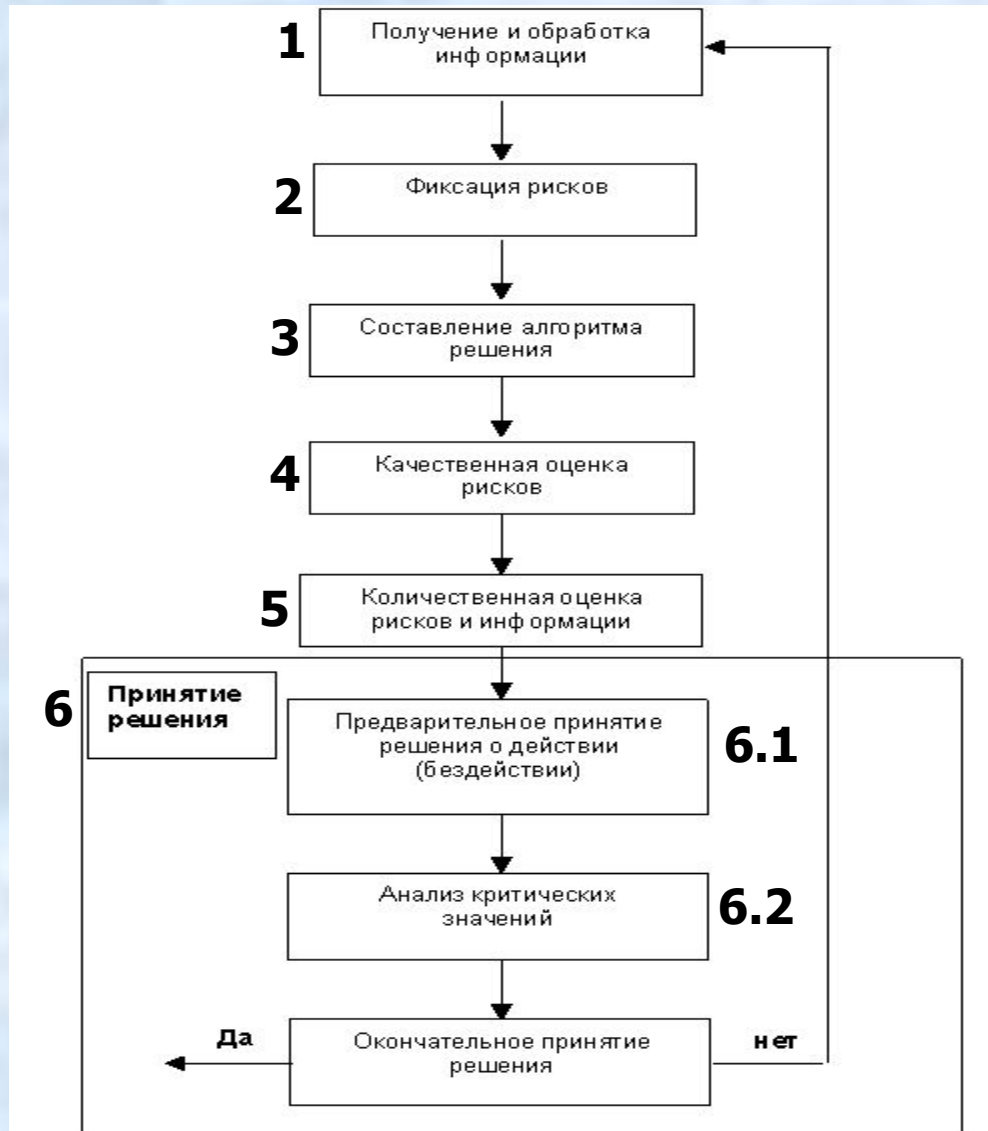 1
Получение и обработка
информации
2
Фиксация рисков
3
Составление алгоритма
решения
4
Качественная оценка
рисков
5
Количественная оценка
рисков и информации
6
Принятие
решения
Предварительное принятие
решения о действии
(бездействии)
6.1
Анализ критических
значений
6.2
Да
Окончательное принятие
решения
нет